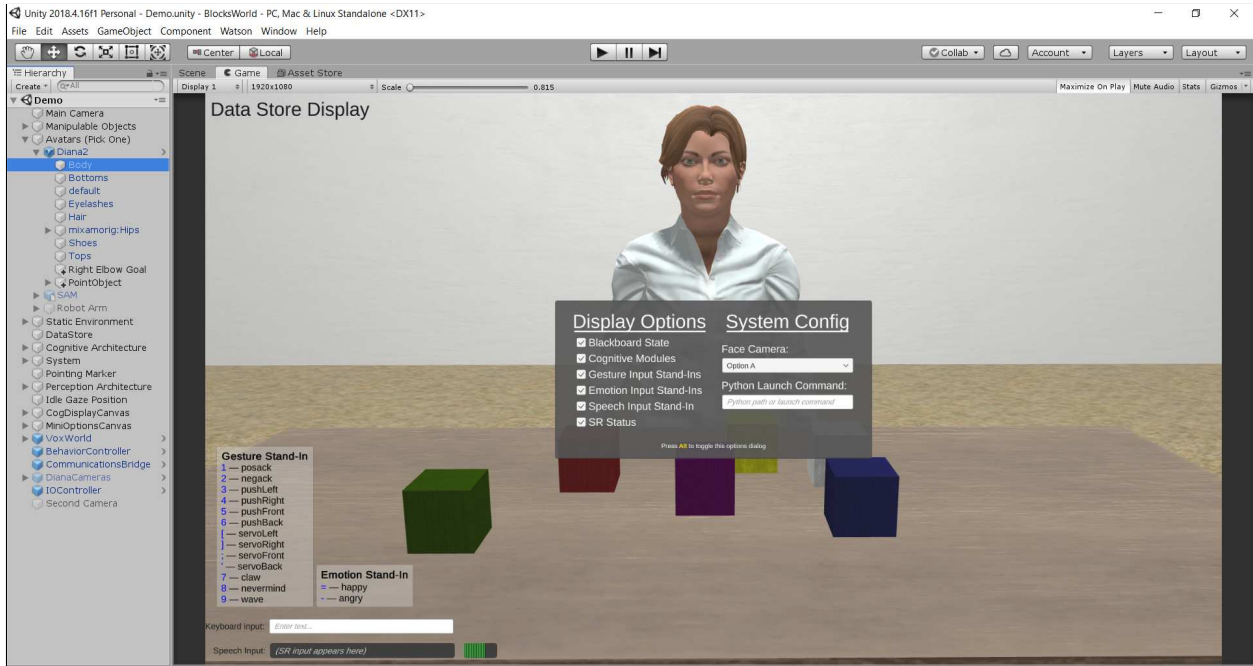 Unity 2018.4.16f1 Personal - Demo.unity - BlocksWorld - PC, Mac & Linux Standalone <DX11>
File Edit Assets GameObject Component Watson Window Help
Center Local
Collab Account Layers Layout
Hierarchy
Create All
Demo
Main Camera
Manipulable Objects
Avatars (Pick One)
Diana2
Body
Bottoms
default
Eyelashes
Hair
mixamorig:Hips
Shoes
Tops
Right Elbow Goal
PointObject
SAM
Robot Arm
Static Environment
DataStore
Cognitive Architecture
System
Pointing Marker
Perception Architecture
Idle Gaze Position
CogDisplayCanvas
MiniOptionsCanvas
VoxWorld
BehaviorController
CommunicationsBridge
DianaCameras
IOController
Second Camera
Scene Game Asset Store
Display 1 1920x1080 Scale 0.815 Maximize On Play Mute Audio Stats Gizmos
Data Store Display
Display Options
Blackboard State
Cognitive Modules
Gesture Input Stand-Ins
Emotion Input Stand-Ins
Speech Input Stand-In
SR Status
System Config
Face Camera:
Option A
Python Launch Command:
Python path or launch command
Press Alt to toggle this options dialog
Gesture Stand-In
1 — posack
2 — negack
3 — pushLeft
4 — pushRight
5 — pushFront
6 — pushBack
[ — servoLeft
] — servoRight
; — servoFront
' — servoBack
7 — claw
8 — nevermind
9 — wave
Emotion Stand-In
= — happy
- — angry
Keyboard input: Enter text...
Speech Input: (SR input appears here)